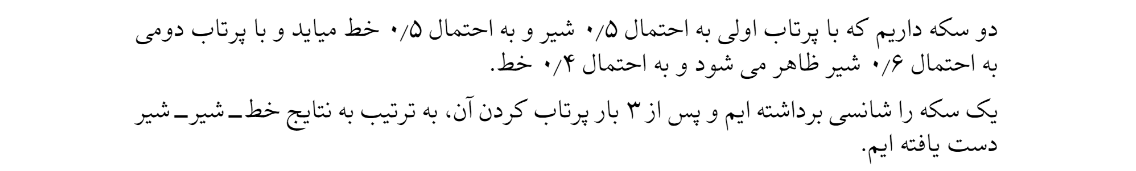 دو سکه داریم که با پرتاب اولی به احتمال ۰/۵ شیر و به احتمال ۰/۵ خط میاید و با پرتاب دومی
به احتمال ۰/۶ شیر ظاهر می شود و به احتمال ۰/۴ خط.
یک سکه را شانسی برداشته ایم و پس از ۳ بار پرتاب کردن آن، به ترتیب به نتایج خط_ شیر_ شیر
دست یافته ایم.